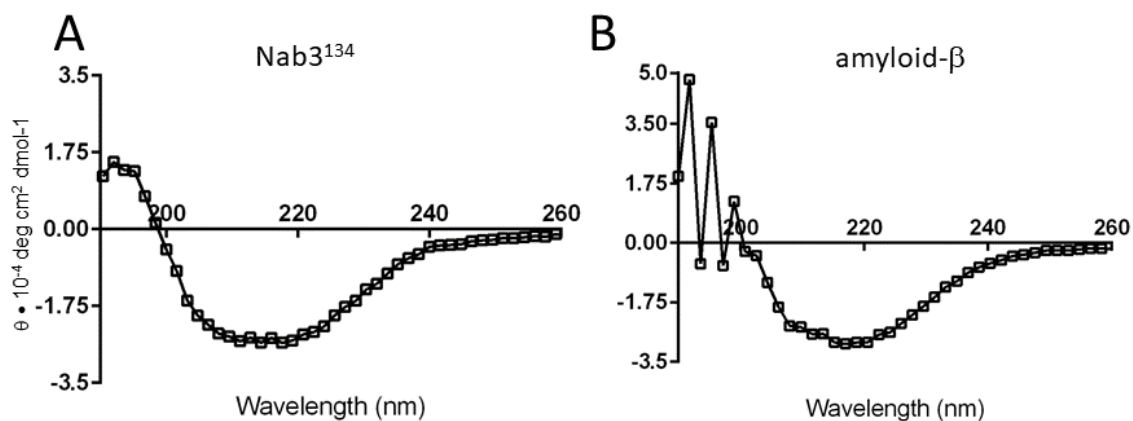 A
Nab3¹³⁴
3.5
1.75
0.00
-1.75
-3.5
200
220
240
260
θ • 10⁻⁴ deg cm² dmol-1
Wavelength (nm)
B
amyloid-β
5.0
3.50
1.75
0.00
-1.75
-3.5
200
220
240
260
Wavelength (nm)